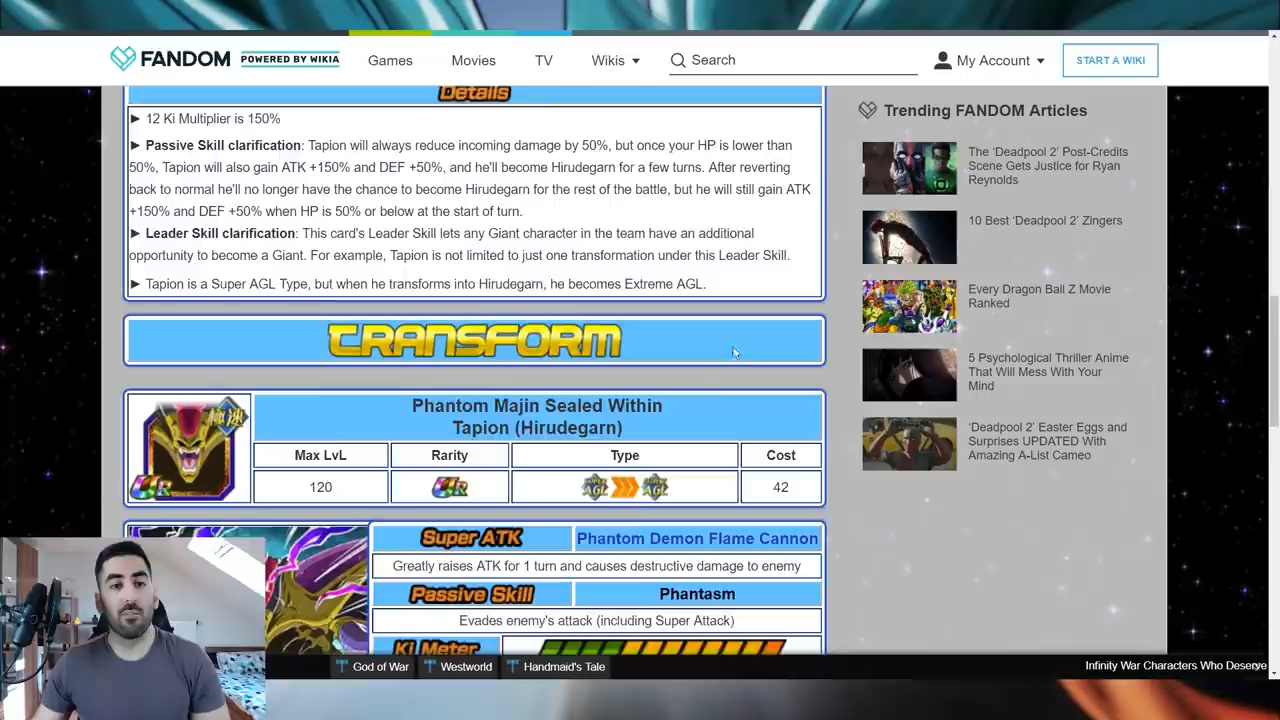 FANDOM POWERED BY WIKIA Games Movies TV Wikis Search My Account START A WIKI
Details
► 12 Ki Multiplier is 150%
► Passive Skill clarification: Tapion will always reduce incoming damage by 50%, but once your HP is lower than
50%, Tapion will also gain ATK +150% and DEF +50%, and he'll become Hirudegarn for a few turns. After reverting
back to normal he'll no longer have the chance to become Hirudegarn for the rest of the battle, but he will still gain ATK
+150% and DEF +50% when HP is 50% or below at the start of turn.
► Leader Skill clarification: This card's Leader Skill lets any Giant character in the team have an additional
opportunity to become a Giant. For example, Tapion is not limited to just one transformation under this Leader Skill.
► Tapion is a Super AGL Type, but when he transforms into Hirudegarn, he becomes Extreme AGL.
TRANSFORM
Phantom Majin Sealed Within
Tapion (Hirudegarn)
Max LvL Rarity Type Cost
120 UR SUPER AGL SUPER AGL 42
UR
Super ATK Phantom Demon Flame Cannon
Greatly raises ATK for 1 turn and causes destructive damage to enemy
Passive Skill Phantasm
Evades enemy's attack (including Super Attack)
Ki Meter
Trending FANDOM Articles
The 'Deadpool 2' Post-Credits
Scene Gets Justice for Ryan
Reynolds
10 Best 'Deadpool 2' Zingers
Every Dragon Ball Z Movie
Ranked
5 Psychological Thriller Anime
That Will Mess With Your
Mind
'Deadpool 2' Easter Eggs and
Surprises UPDATED With
Amazing A-List Cameo
God of War Westworld Handmaid's Tale Infinity War Characters Who Deserve